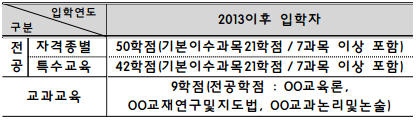 입학연도
구분
2013이후 입학자
전공
자격종별
50학점(기본이수과목21학점/7과목 이상 포함)
특수교육
42학점(기본이수과목21학점/7과목 이상 포함)
교과교육
9학점(전공학점 : OO교육론,
OO교재연구및지도법, OO교과논리및논술)